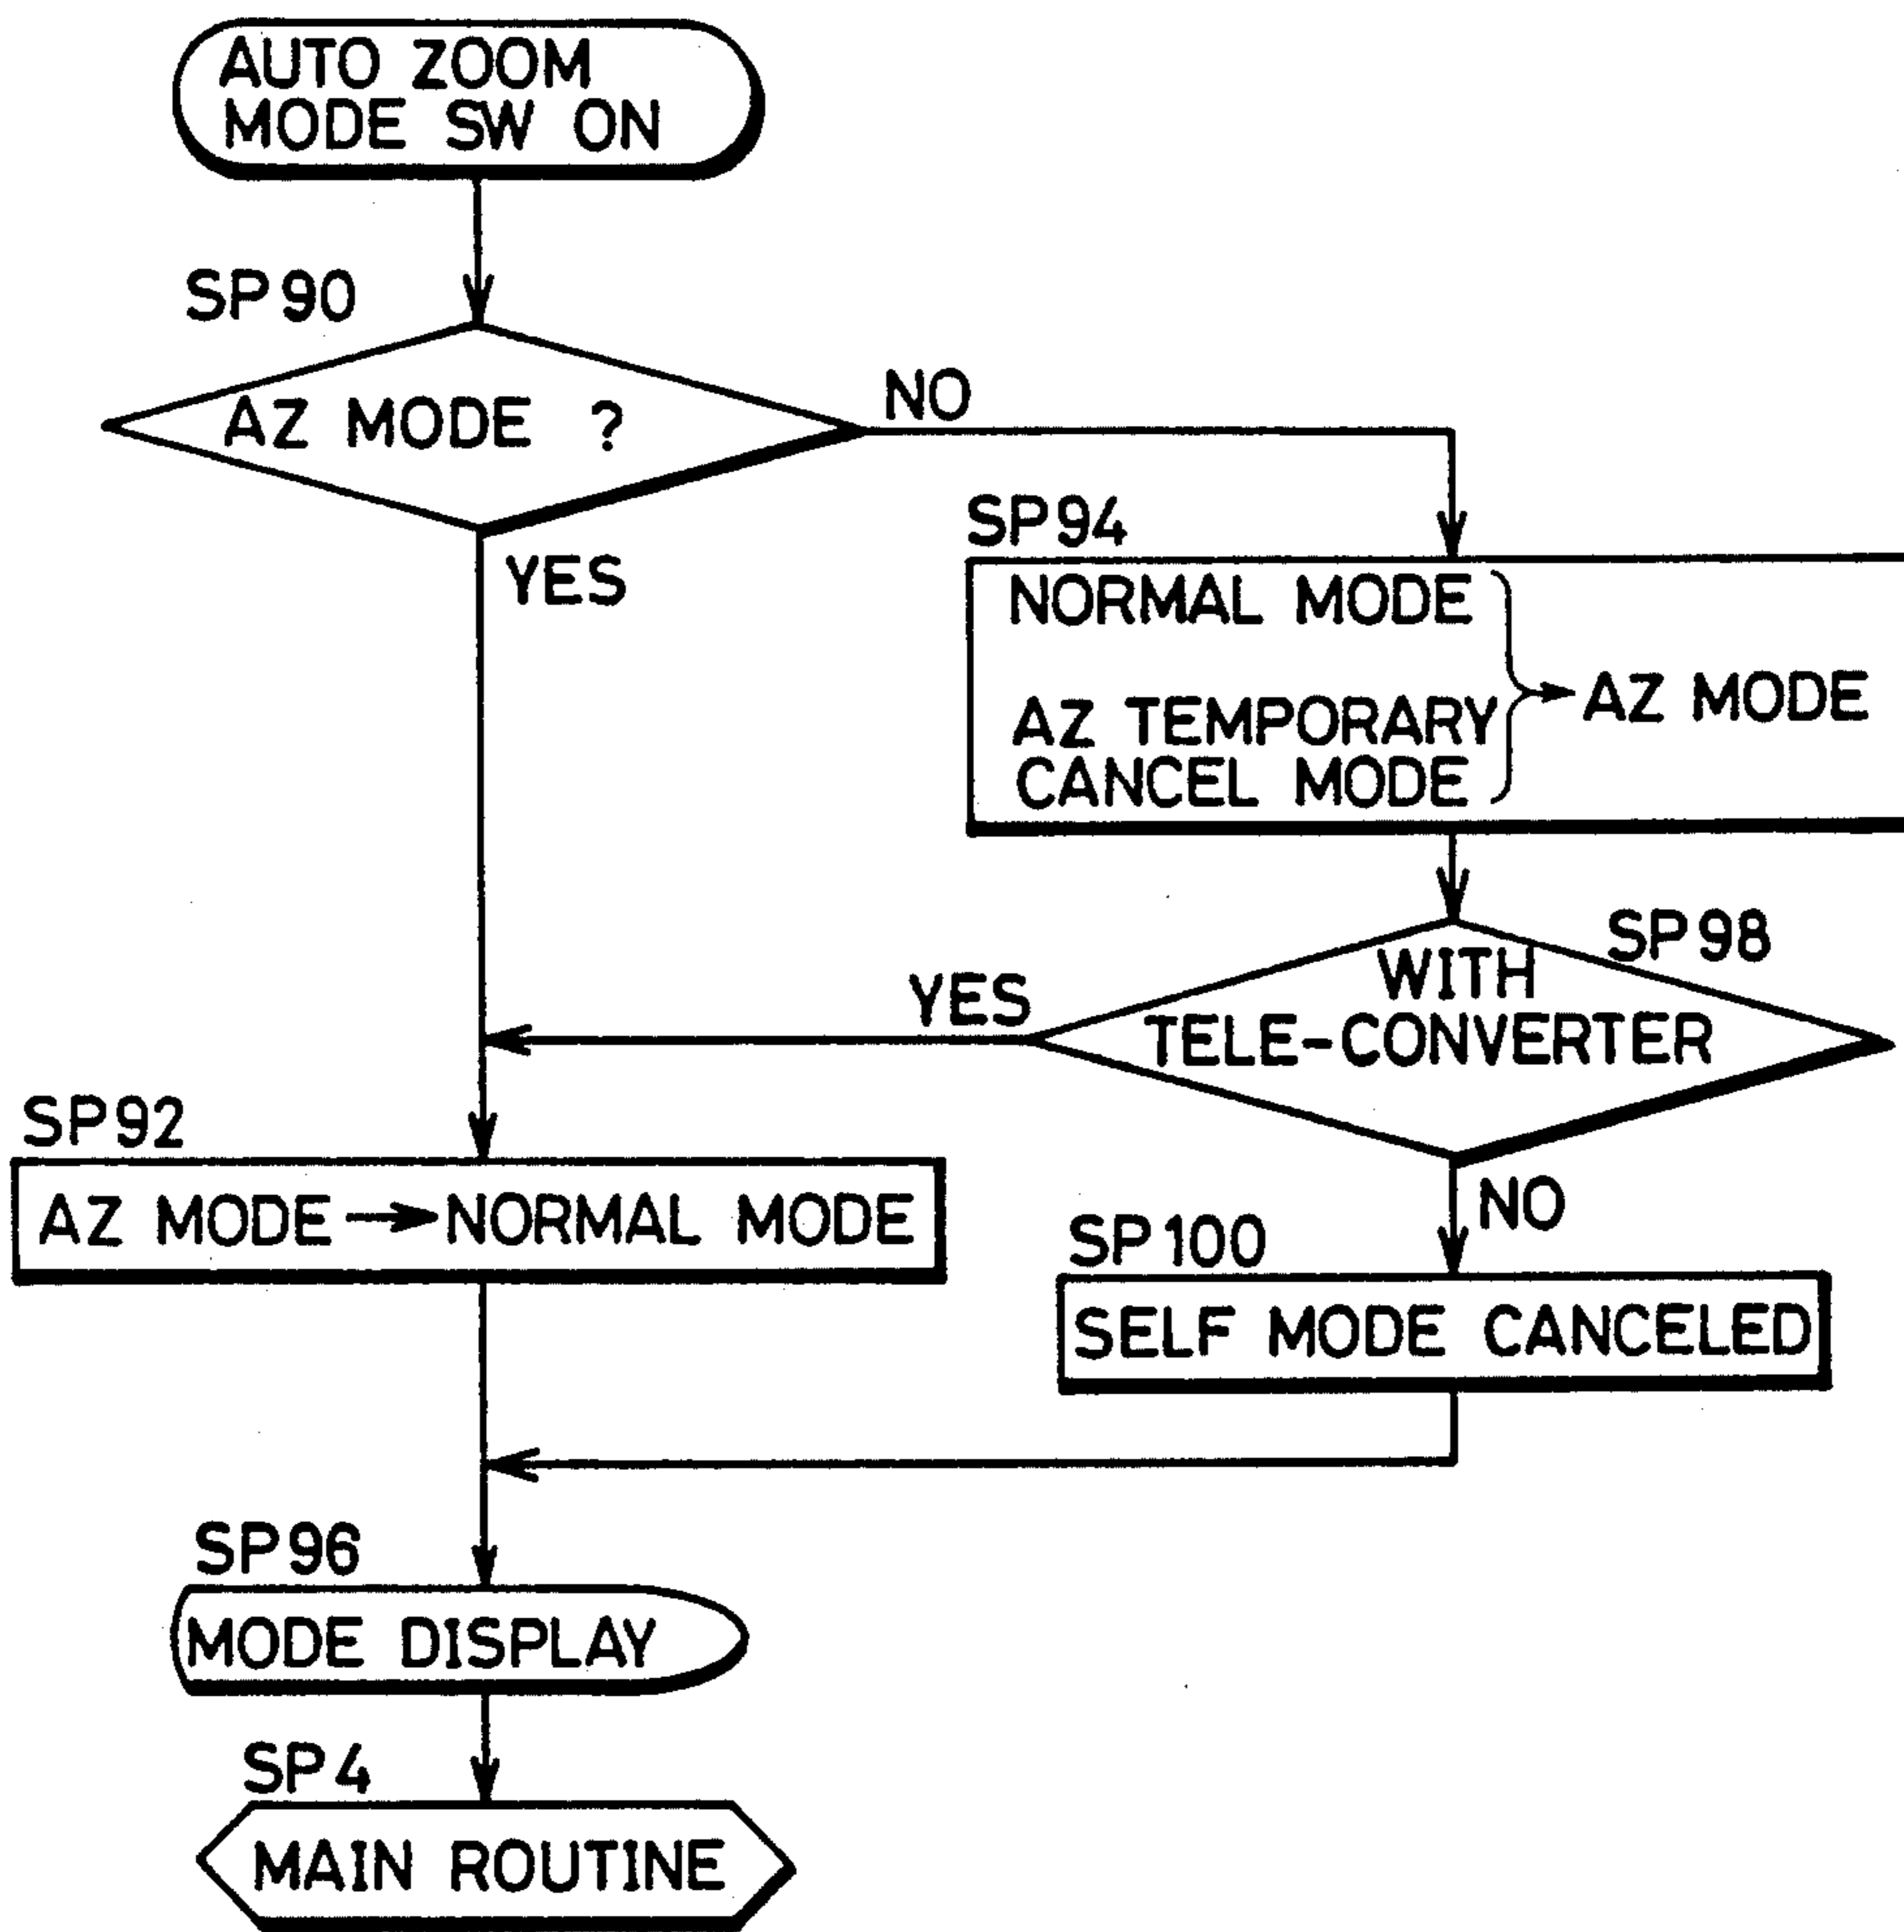 AUTO ZOOM
MODE SW ON
SP90
AZ MODE ?
NO
YES
SP94
NORMAL MODE
AZ TEMPORARY
CANCEL MODE
AZ MODE
SP98
WITH
TELE-CONVERTER
YES
NO
SP92
AZ MODE→NORMAL MODE
SP100
SELF MODE CANCELED
SP96
MODE DISPLAY
SP4
MAIN ROUTINE